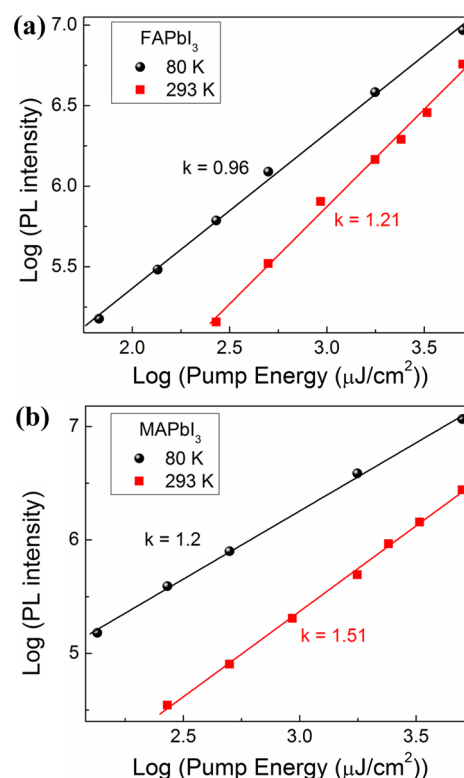 (a)
FAPbI₃
80 K
293 K
k = 0.96
k = 1.21
7.0
6.5
6.0
5.5
Log (PL intensity)
2.0 2.5 3.0 3.5
Log (Pump Energy (μJ/cm²))
(b)
MAPbI₃
80 K
293 K
k = 1.2
k = 1.51
7
6
5
Log (PL intensity)
2.5 3.0 3.5
Log (Pump Energy (μJ/cm²))